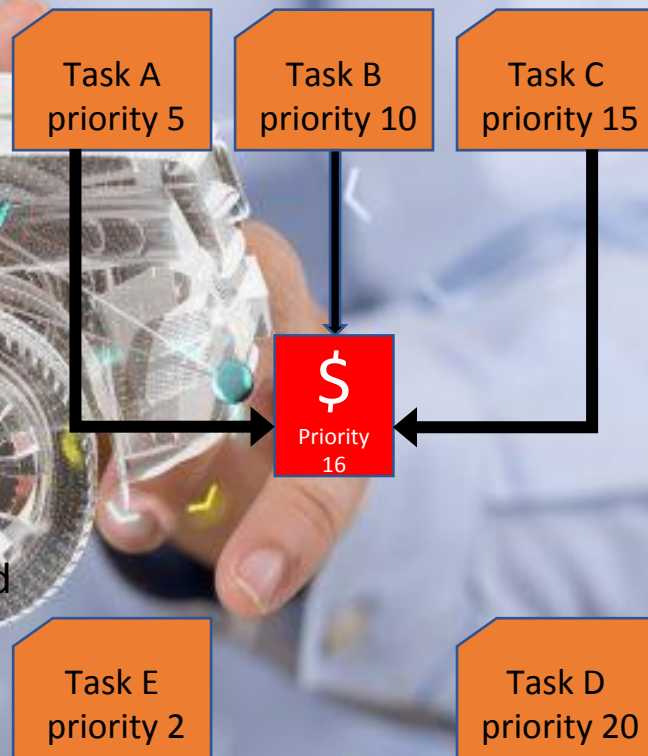 Task A
priority 5
Task B
priority 10
Task C
priority 15
$
Priority
16
d
Task E
priority 2
Task D
priority 20